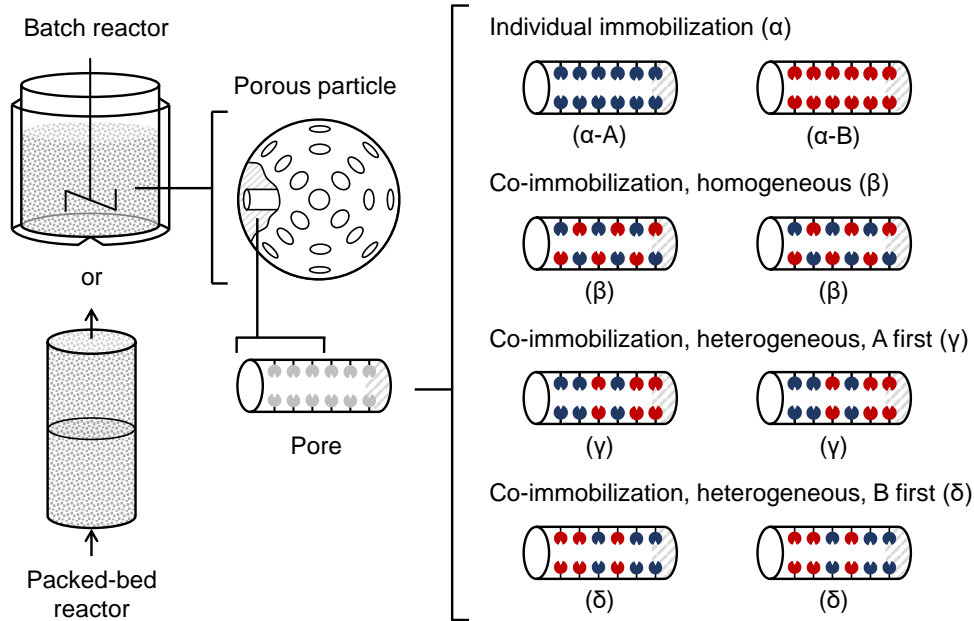 Batch reactor
Porous particle
or
Pore
Packed-bed
reactor
Individual immobilization (α)
(α-A)
(α-B)
Co-immobilization, homogeneous (β)
(β)
(β)
Co-immobilization, heterogeneous, A first (γ)
(γ)
(γ)
Co-immobilization, heterogeneous, B first (δ)
(δ)
(δ)